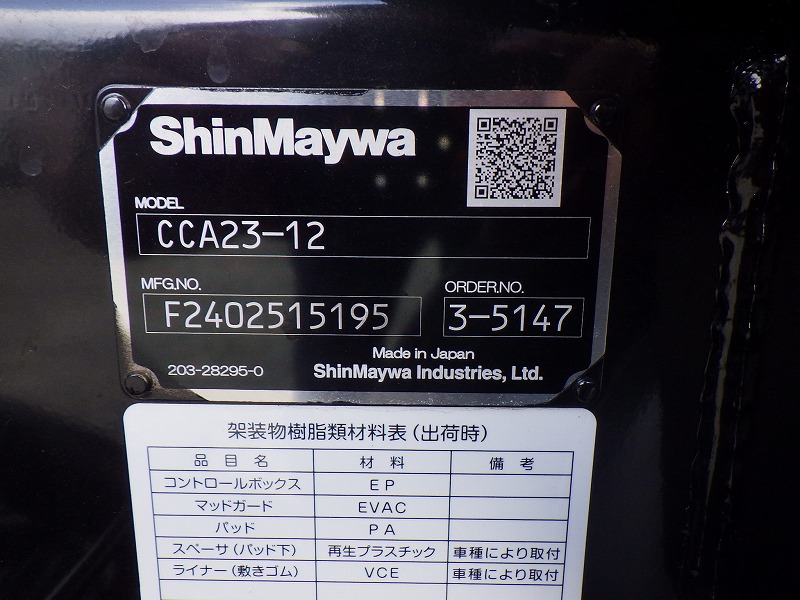 ShinMaywa
MODEL
CCA23-12
MFG.NO. ORDER.NO.
F2402515195 3-5147
Made in Japan
203-28295-0 ShinMaywa Industries, Ltd.
架装物樹脂類材料表(出荷時)
品目名 材料 備考
コントロールボックス EP
マッドガード EVAC
パッド PA
スペーサ(パッド下) 再生プラスチック 車種により取付
ライナー(敷きゴム) VCE 車種により取付